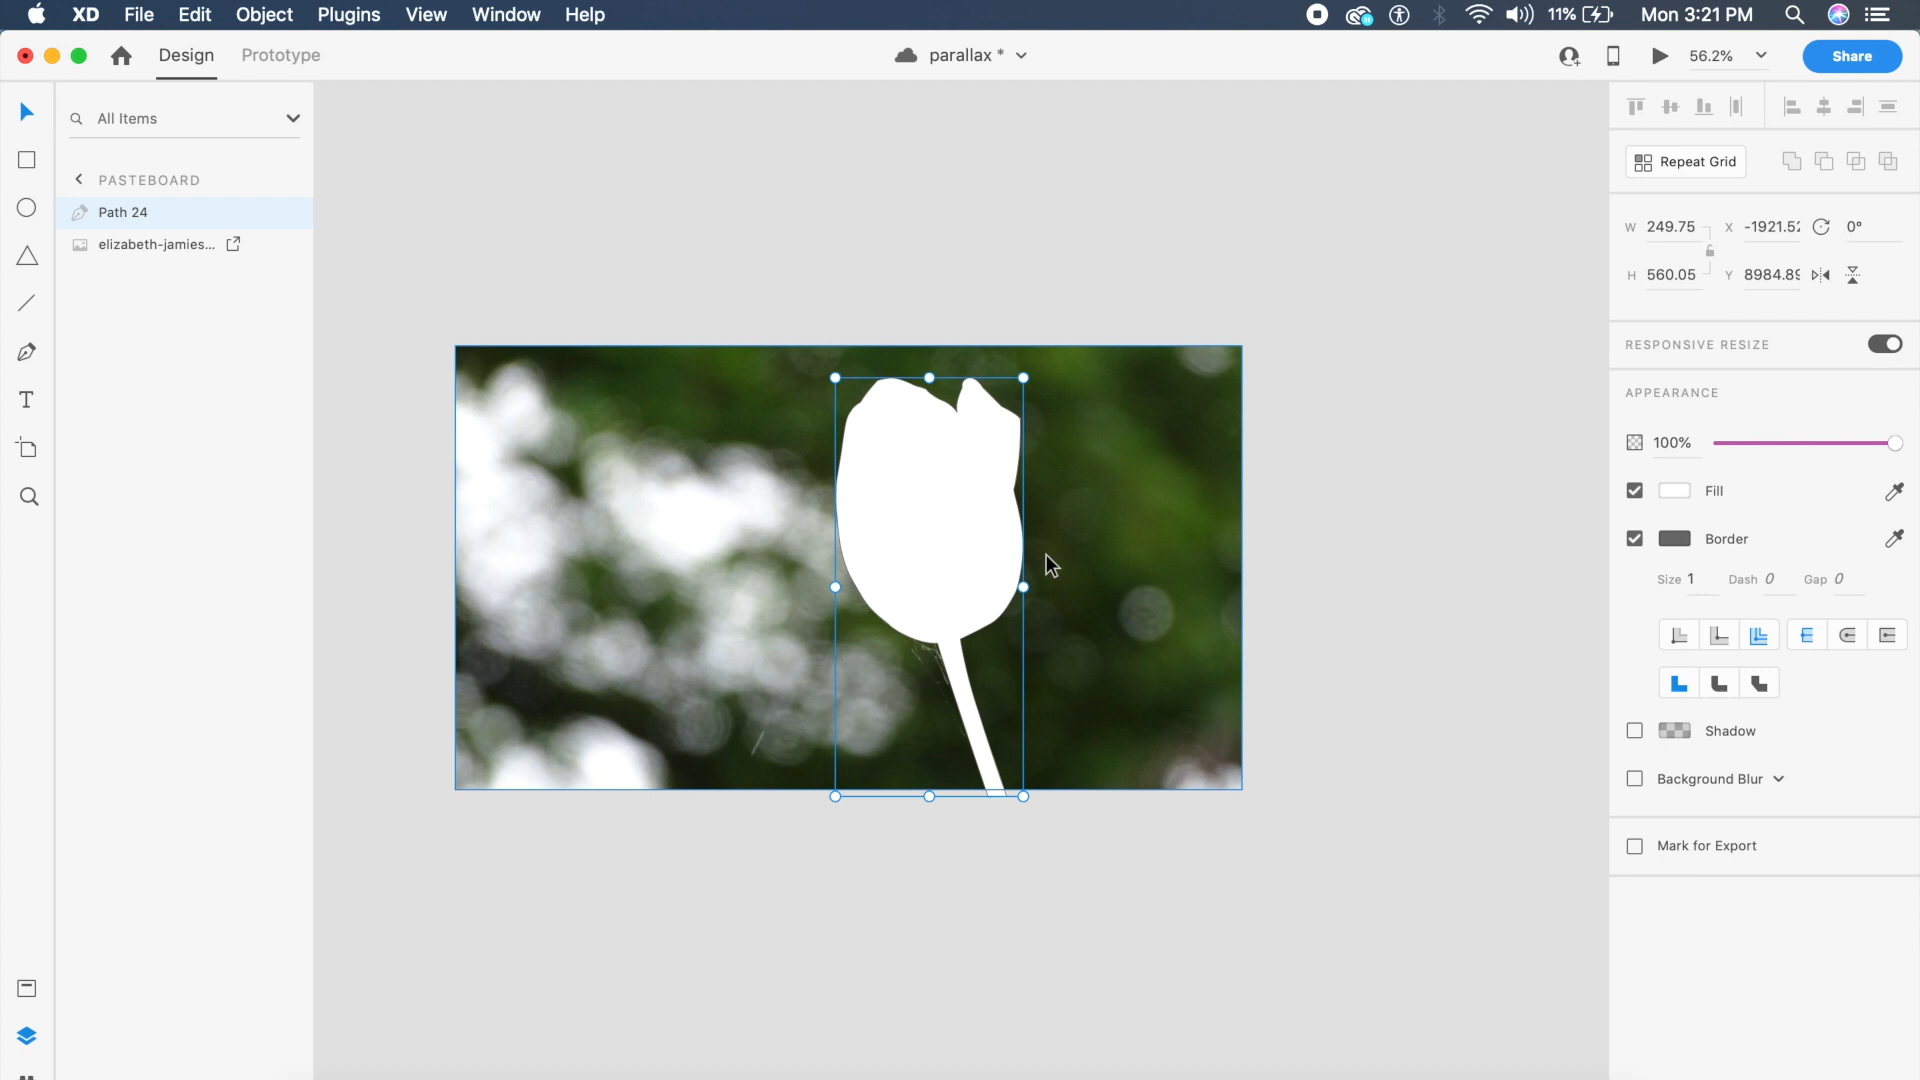 XD File Edit Object Plugins View Window Help 11% Mon 3:21 PM
Design Prototype parallax * 56.2% Share
All Items
PASTEBOARD
Path 24
elizabeth-jamies...
Repeat Grid
W 249.75 X -1921.52 0°
H 560.05 Y 8984.89
RESPONSIVE RESIZE
APPEARANCE
100%
Fill
Border
Size 1 Dash 0 Gap 0
Shadow
Background Blur
Mark for Export
T